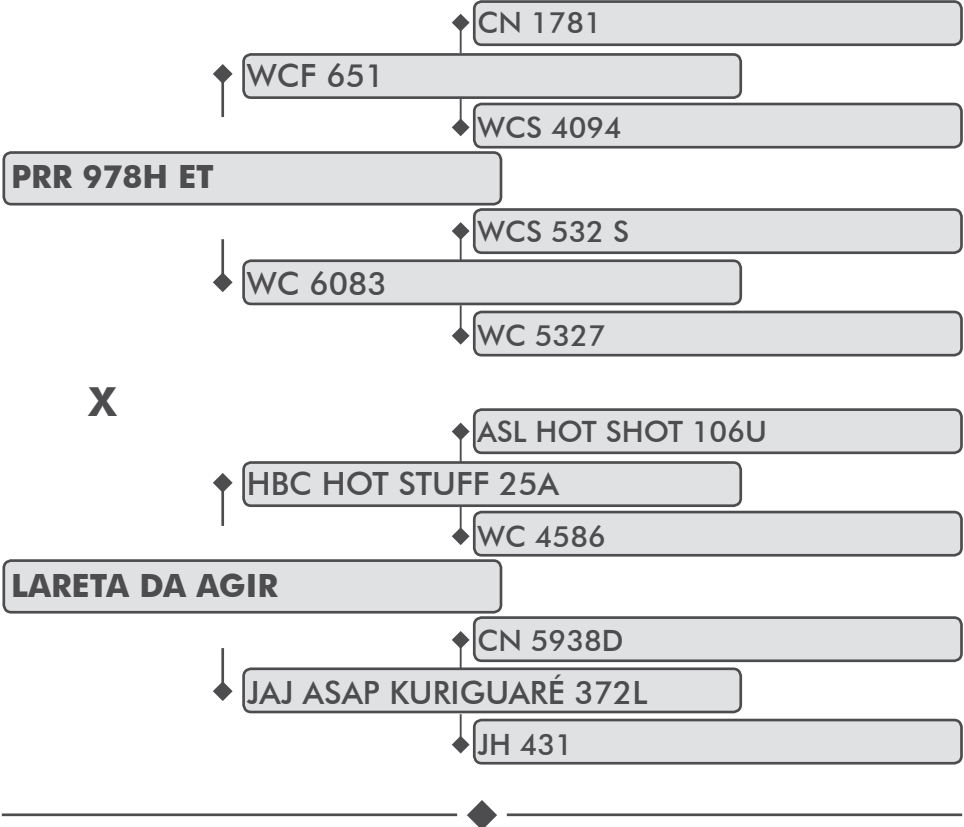 CN 1781
WCF 651
WCS 4094
PRR 978H ET
WCS 532 S
WC 6083
WC 5327
X
ASL HOT SHOT 106U
HBC HOT STUFF 25A
WC 4586
LARETA DA AGIR
CN 5938D
JAJ ASAP KURIGUARÉ 372L
JH 431